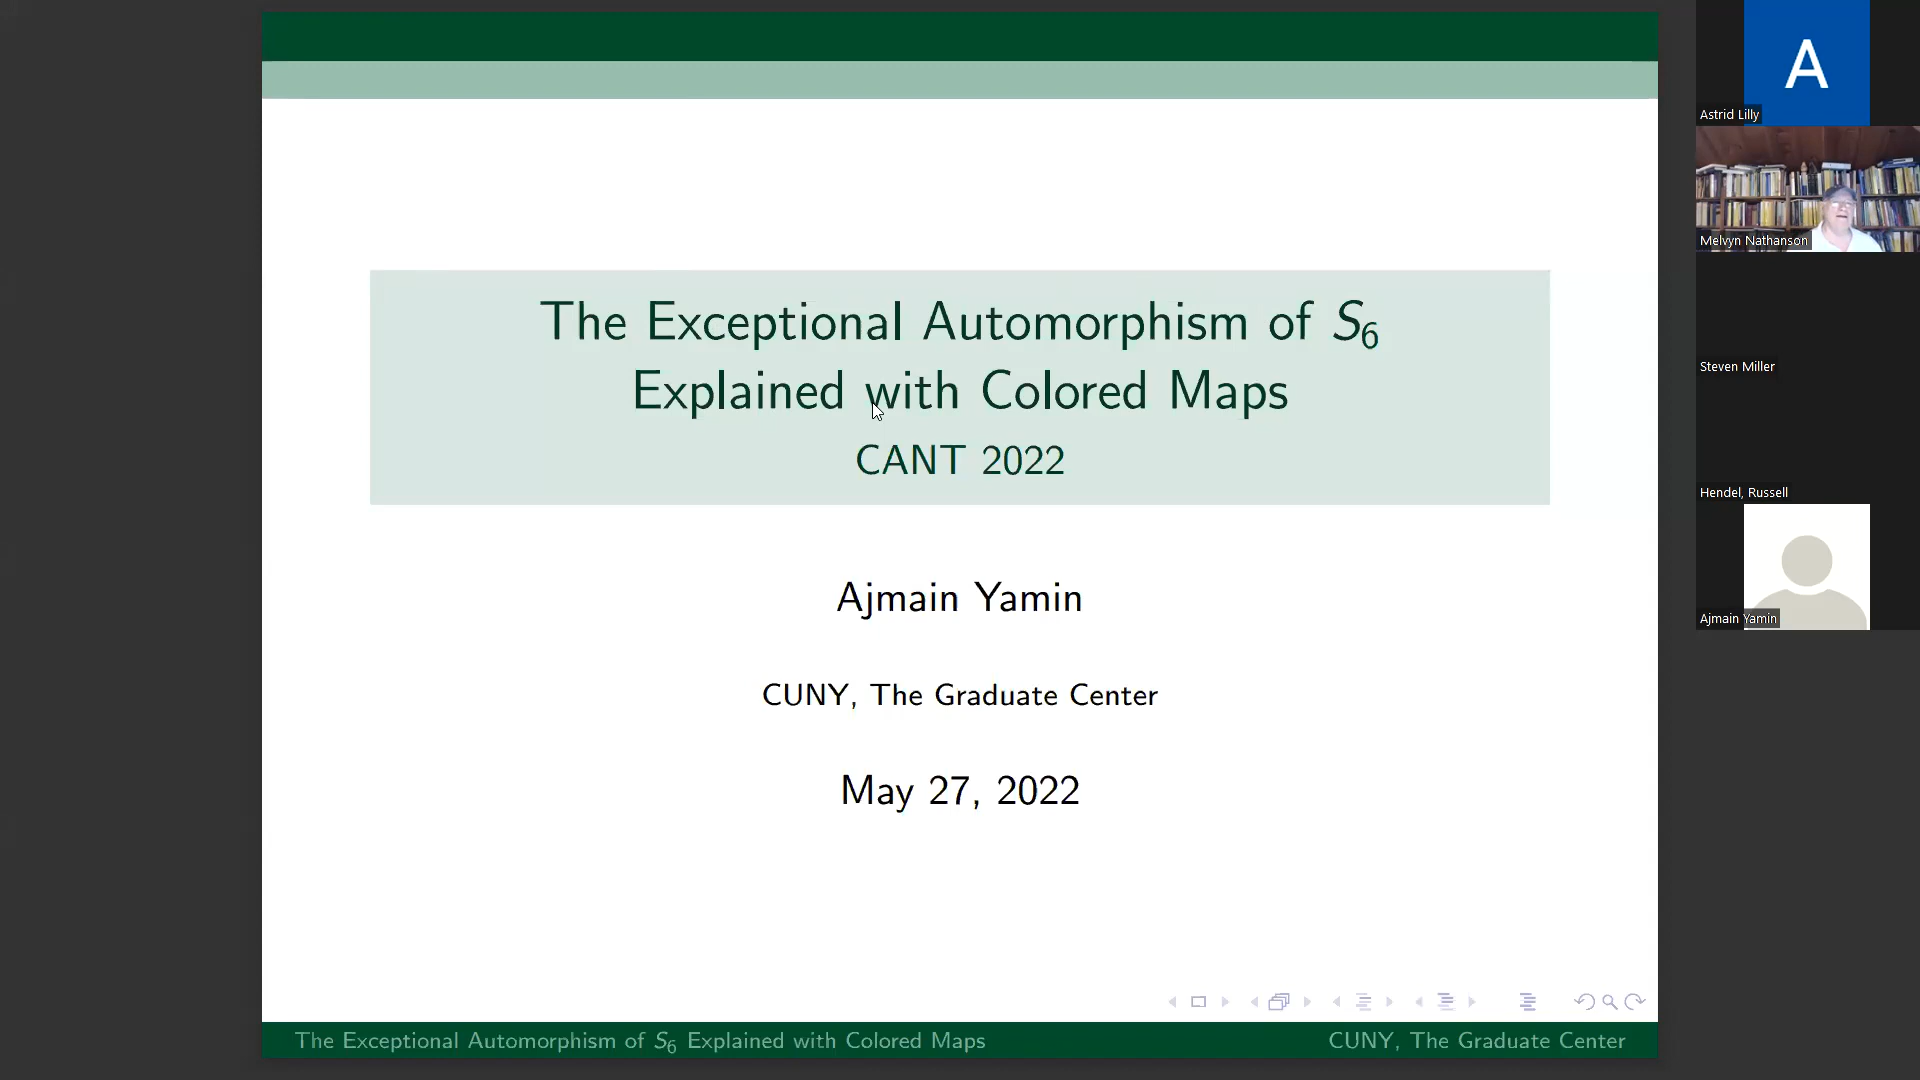 The Exceptional Automorphism of S6
Explained with Colored Maps
CANT 2022
Ajmain Yamin
CUNY, The Graduate Center
May 27, 2022
The Exceptional Automorphism of S6 Explained with Colored Maps
CUNY, The Graduate Center
A
Astrid Lilly
Melvyn Nathanson
Steven Miller
Hendel, Russell
Ajmain Yamin